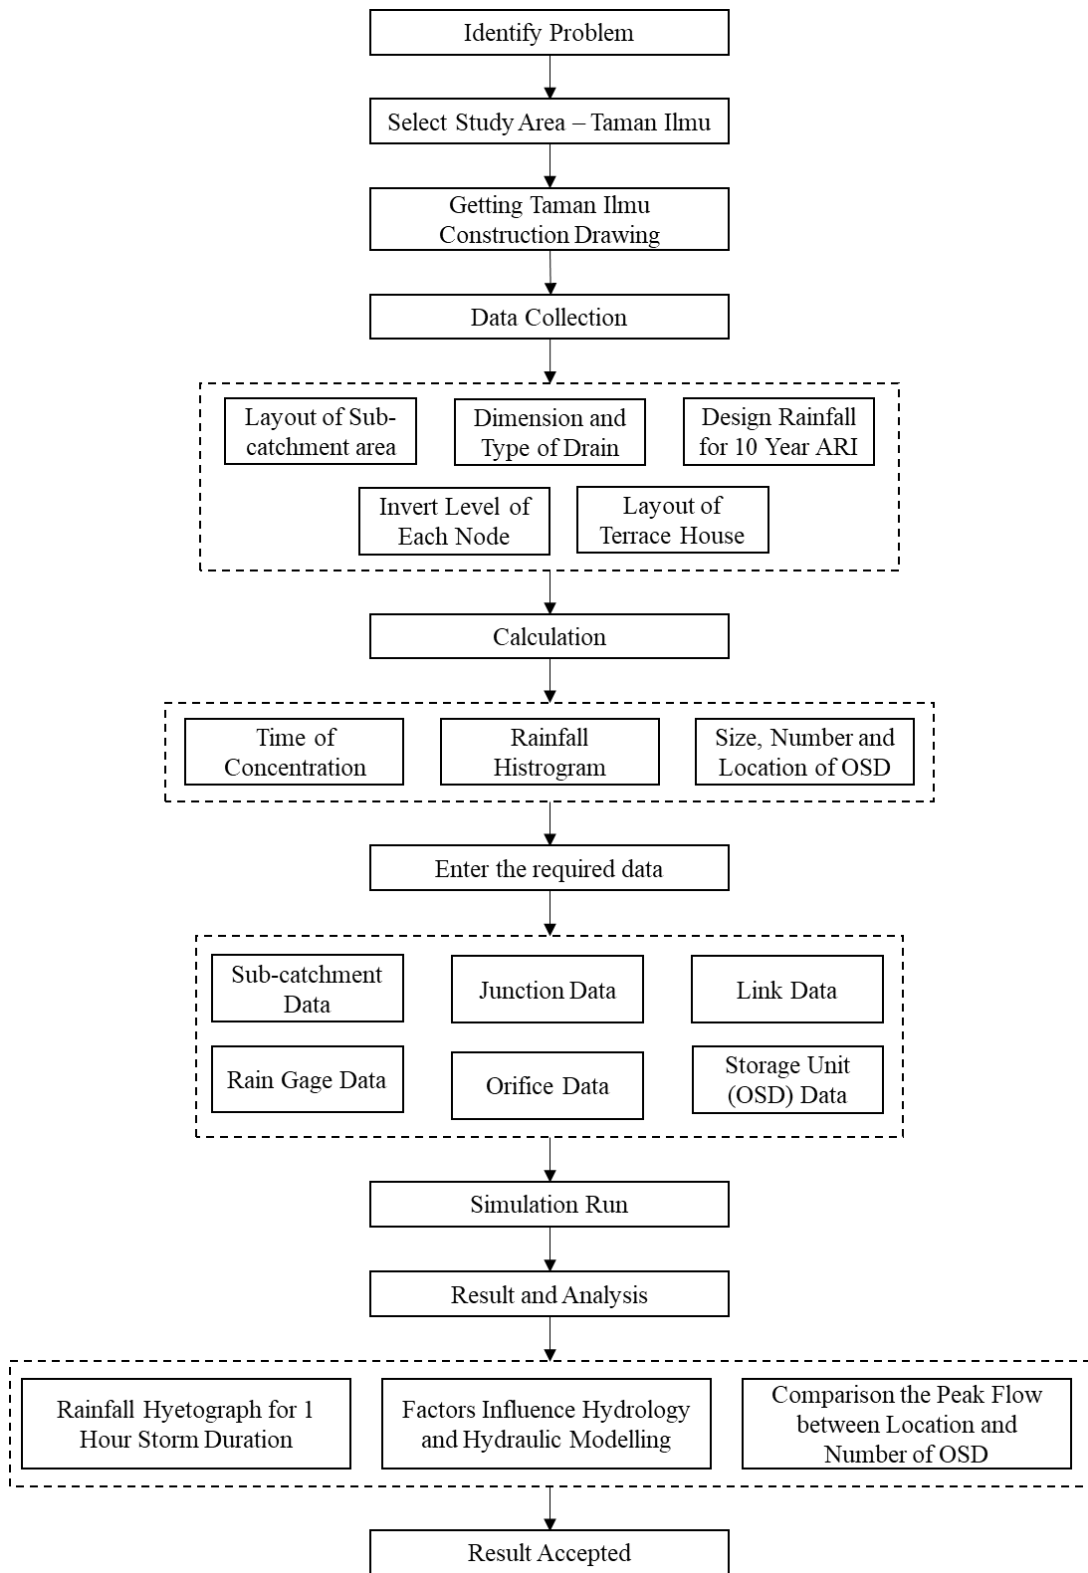 Identify Problem
Select Study Area – Taman Ilmu
Getting Taman Ilmu
Construction Drawing
Data Collection
Layout of Sub-
catchment area
Dimension and
Type of Drain
Design Rainfall
for 10 Year ARI
Invert Level of
Each Node
Layout of
Terrace House
Calculation
Time of
Concentration
Rainfall
Histrogram
Size, Number and
Location of OSD
Enter the required data
Sub-catchment
Data
Junction Data
Link Data
Rain Gage Data
Orifice Data
Storage Unit
(OSD) Data
Simulation Run
Result and Analysis
Rainfall Hyetograph for 1
Hour Storm Duration
Factors Influence Hydrology
and Hydraulic Modelling
Comparison the Peak Flow
between Location and
Number of OSD
Result Accepted